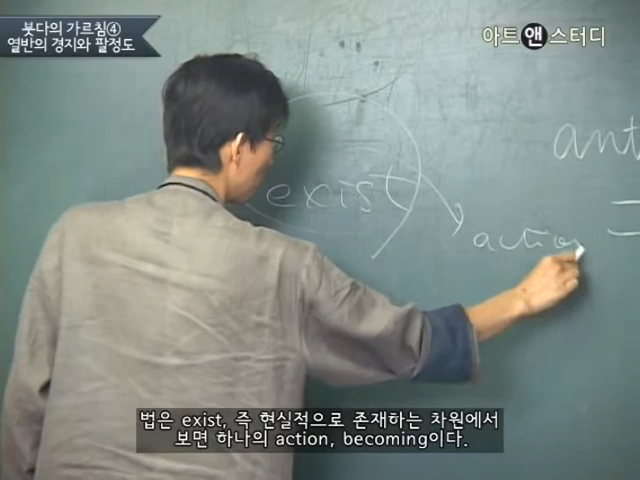 붓다의 가르침④
열반의 경지와 팔정도
아트앤스터디
ant
exist
action
법은 exist, 즉 현실적으로 존재하는 차원에서
보면 하나의 action, becoming이다.